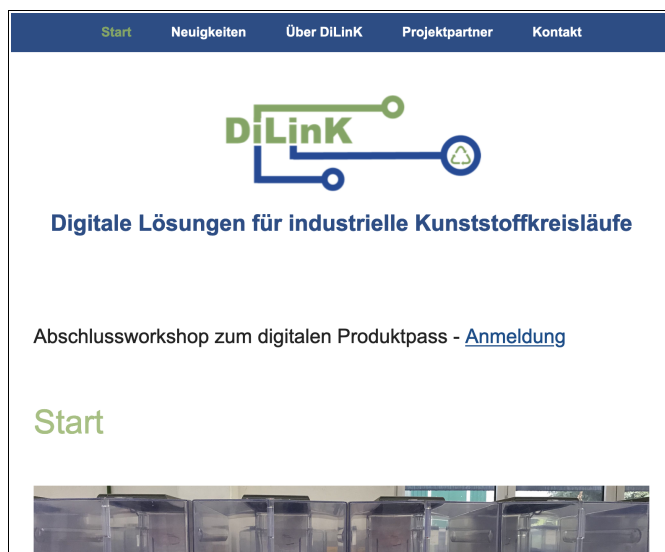 Start Neuigkeiten Über DiLinK Projektpartner Kontakt
DiLinK
Digitale Lösungen für industrielle Kunststoffkreisläufe
Abschlussworkshop zum digitalen Produktpass - Anmeldung
Start